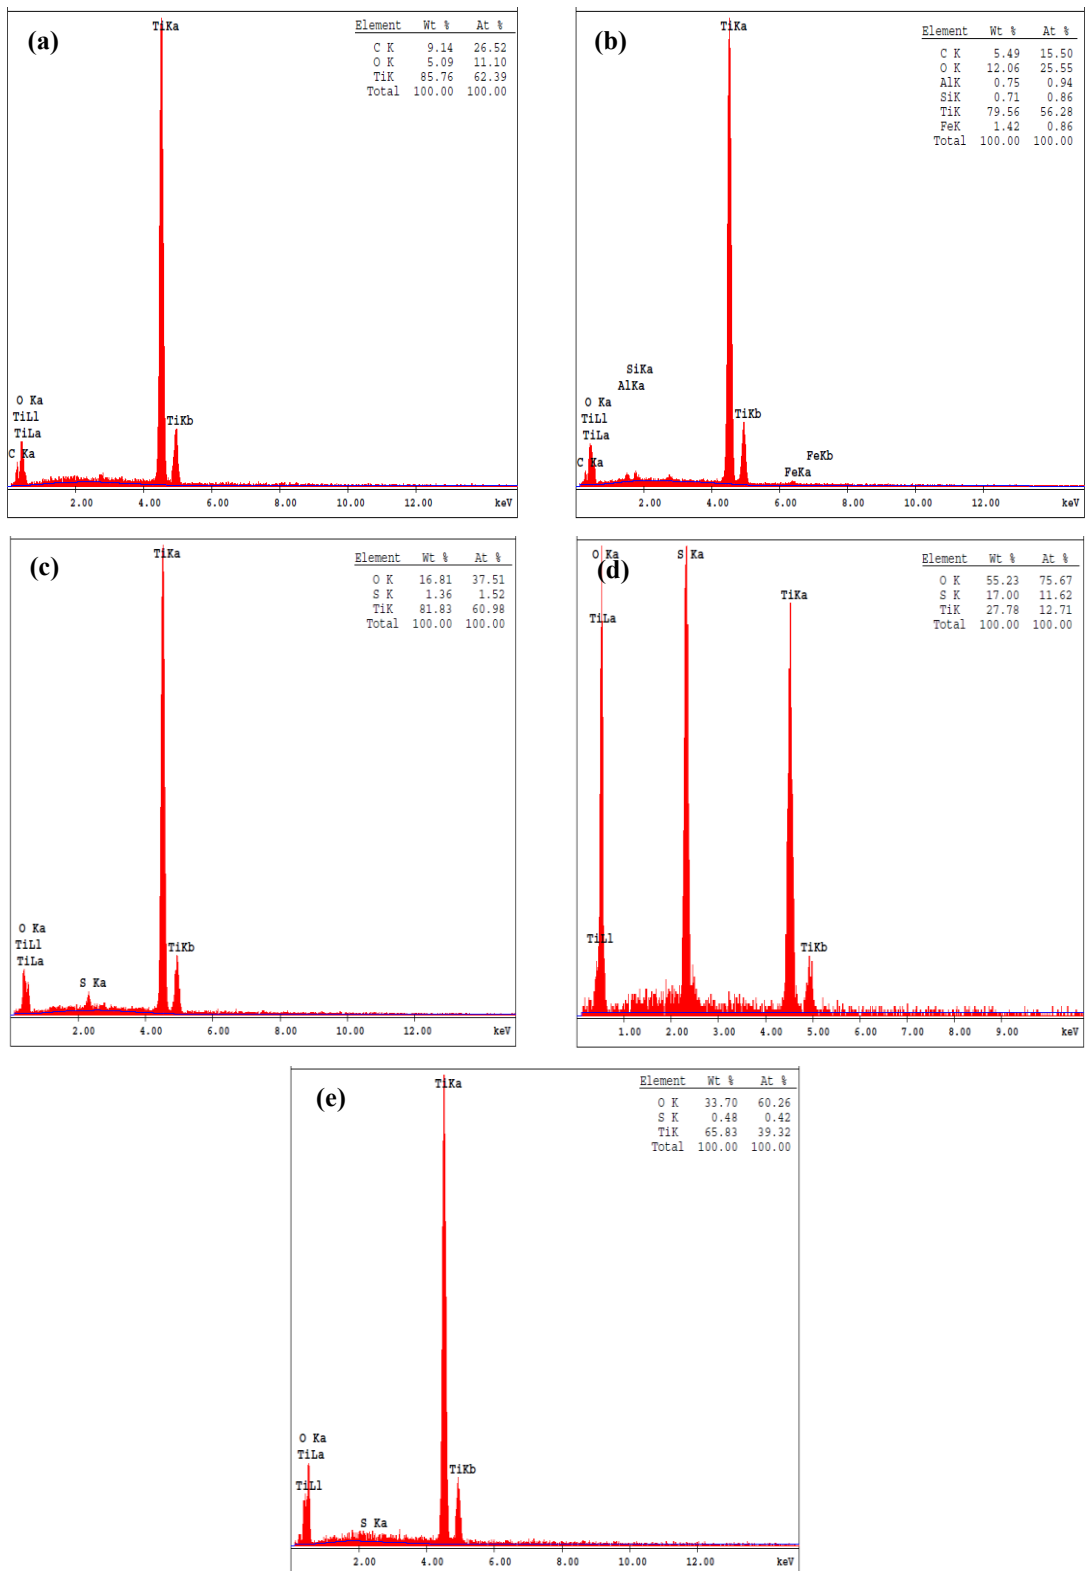 (a)
TiKa
Element Wt % At %
C K 9.14 26.52
O K 5.09 11.10
TiK 85.76 62.39
Total 100.00 100.00
O Ka
TiLl
TiLa
C Ka
TiKb
2.00 4.00 6.00 8.00 10.00 12.00 keV
(b)
TiKa
Element Wt % At %
C K 5.49 15.50
O K 12.06 25.55
AlK 0.75 0.94
SiK 0.71 0.86
TiK 79.56 56.28
FeK 1.42 0.86
Total 100.00 100.00
SiKa
AlKa
O Ka
TiLl
TiLa
C Ka
TiKb
FeKb
FeKa
2.00 4.00 6.00 8.00 10.00 12.00 keV
(c)
TiKa
Element Wt % At %
O K 16.81 37.51
S K 1.36 1.52
TiK 81.83 60.98
Total 100.00 100.00
O Ka
TiLl
TiLa
S Ka
TiKb
2.00 4.00 6.00 8.00 10.00 12.00 keV
(d)
O Ka
S Ka
Element Wt % At %
O K 55.23 75.67
S K 17.00 11.62
TiK 27.78 12.71
Total 100.00 100.00
TiKa
TiLa
TiLl
TiKb
1.00 2.00 3.00 4.00 5.00 6.00 7.00 8.00 9.00 keV
(e)
TiKa
Element Wt % At %
O K 33.70 60.26
S K 0.48 0.42
TiK 65.83 39.32
Total 100.00 100.00
O Ka
TiLa
TiLl
S Ka
TiKb
2.00 4.00 6.00 8.00 10.00 12.00 keV